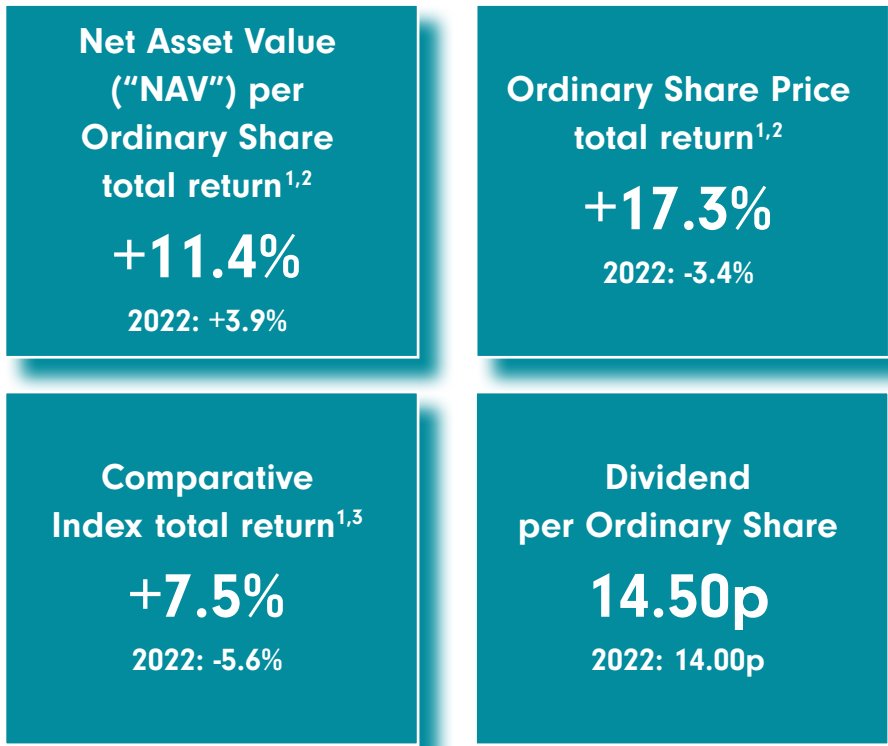 Net Asset Value
(“NAV”) per
Ordinary Share
total return1,2
+11.4%
2022: +3.9%
Ordinary Share Price
total return1,2
+17.3%
2022: -3.4%
Comparative
Index total return1,3
+7.5%
2022: -5.6%
Dividend
per Ordinary Share
14.50p
2022: 14.00p